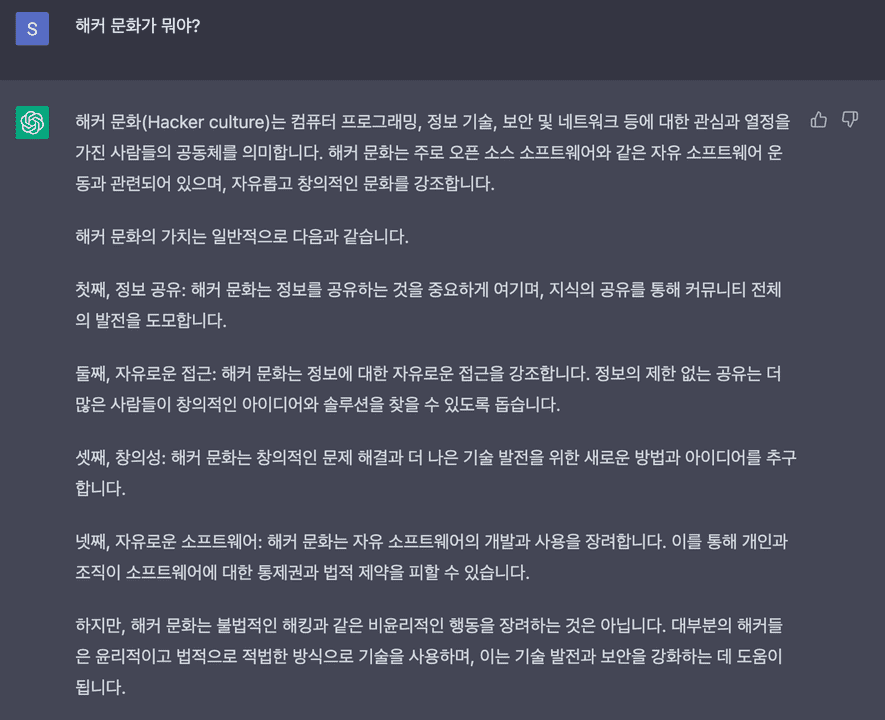 S
해커 문화가 뭐야?
해커 문화(Hacker culture)는 컴퓨터 프로그래밍, 정보 기술, 보안 및 네트워크 등에 대한 관심과 열정을
가진 사람들의 공동체를 의미합니다. 해커 문화는 주로 오픈 소스 소프트웨어와 같은 자유 소프트웨어 운
동과 관련되어 있으며, 자유롭고 창의적인 문화를 강조합니다.
해커 문화의 가치는 일반적으로 다음과 같습니다.
첫째, 정보 공유: 해커 문화는 정보를 공유하는 것을 중요하게 여기며, 지식의 공유를 통해 커뮤니티 전체
의 발전을 도모합니다.
둘째, 자유로운 접근: 해커 문화는 정보에 대한 자유로운 접근을 강조합니다. 정보의 제한 없는 공유는 더
많은 사람들이 창의적인 아이디어와 솔루션을 찾을 수 있도록 돕습니다.
셋째, 창의성: 해커 문화는 창의적인 문제 해결과 더 나은 기술 발전을 위한 새로운 방법과 아이디어를 추구
합니다.
넷째, 자유로운 소프트웨어: 해커 문화는 자유 소프트웨어의 개발과 사용을 장려합니다. 이를 통해 개인과
조직이 소프트웨어에 대한 통제권과 법적 제약을 피할 수 있습니다.
하지만, 해커 문화는 불법적인 해킹과 같은 비윤리적인 행동을 장려하는 것은 아닙니다. 대부분의 해커들
은 윤리적이고 법적으로 적법한 방식으로 기술을 사용하며, 이는 기술 발전과 보안을 강화하는 데 도움이
됩니다.